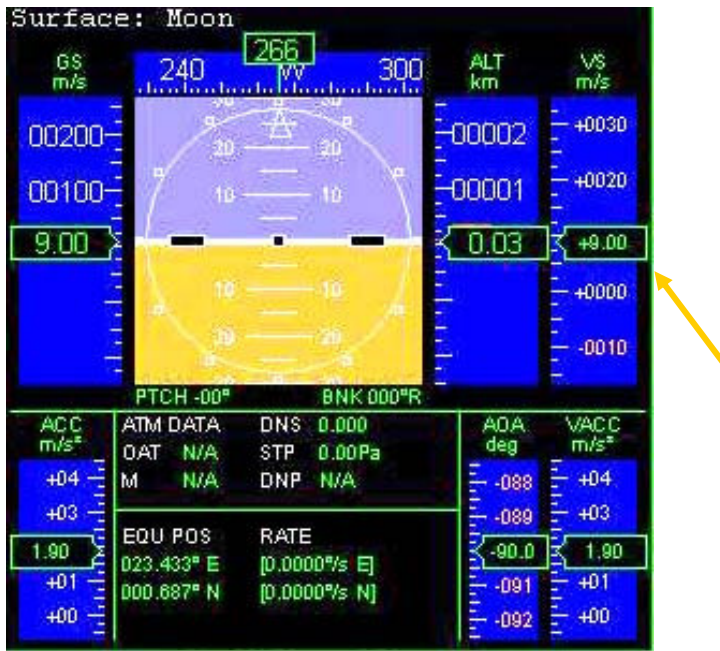 Surface: Moon
GS
m/s
266
240 W 300
ALT
km
VS
m/s
00200
20 20
00002
+0030
00100
10 10
00001
+0020
9.00
0.03
+9.00
10 10
+0000
20 20
-0010
PTCH -00°
BNK 000°R
ACC
m/s²
ATM DATA
DNS 0.000
OAT N/A
STP 0.00Pa
M N/A
DNP N/A
AOA
deg
VACC
m/s²
+04
+03
1.90
+01
+00
EQU POS
RATE
023.433° E
[0.0000°/s E]
000.687° N
[0.0000°/s N]
-088
-089
-90.0
-091
-092
+04
+03
1.90
+01
+00